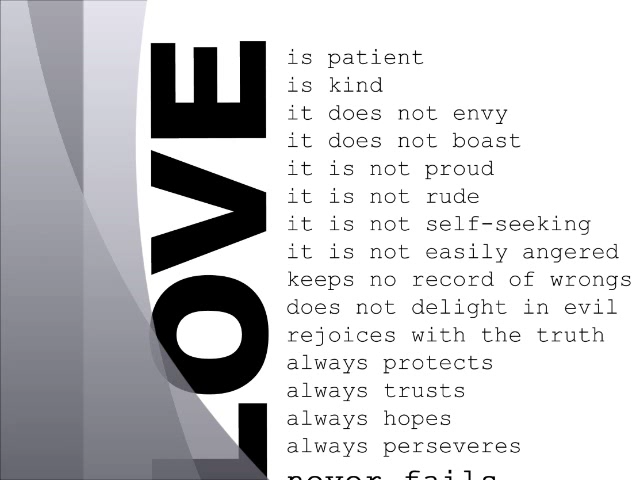 LOVE
is patient
is kind
it does not envy
it does not boast
it is not proud
it is not rude
it is not self-seeking
it is not easily angered
keeps no record of wrongs
does not delight in evil
rejoices with the truth
always protects
always trusts
always hopes
always perseveres
never fails